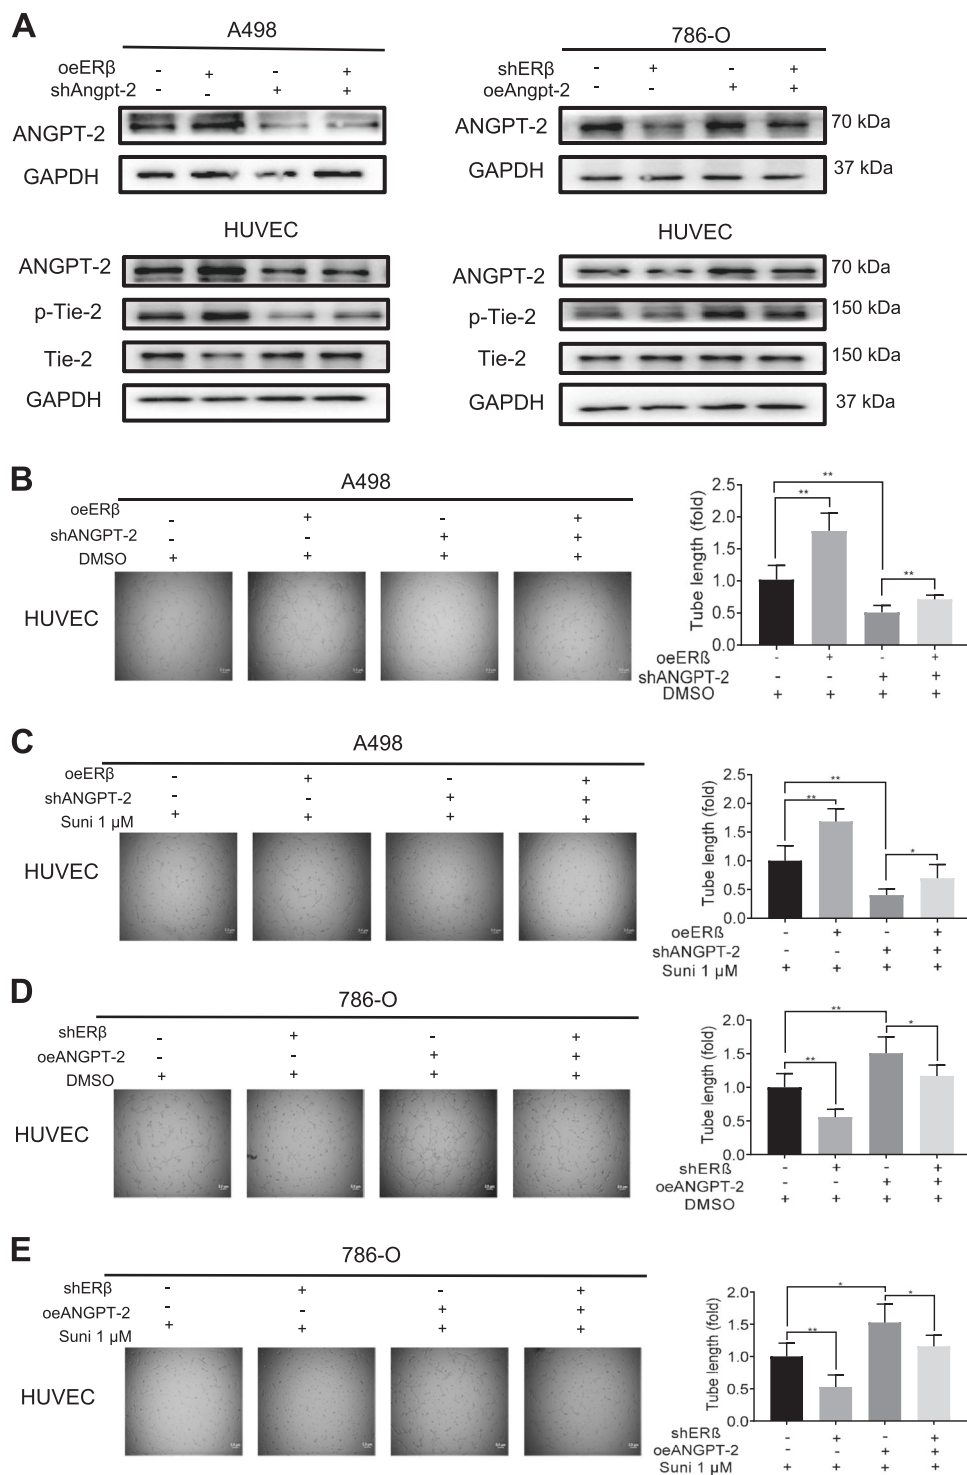 A
A498
oeERβ - + - +
shAngpt-2 - - + +
ANGPT-2
GAPDH
HUVEC
ANGPT-2
p-Tie-2
Tie-2
GAPDH
786-O
shERβ - + - +
oeAngpt-2 - - + +
ANGPT-2 70 kDa
GAPDH 37 kDa
HUVEC
ANGPT-2 70 kDa
p-Tie-2 150 kDa
Tie-2 150 kDa
GAPDH 37 kDa
B
A498
oeERβ - + - +
shANGPT-2 - - + +
DMSO + + + +
HUVEC
Tube length (fold)
2.5
2.0
1.5
1.0
0.5
0.0
**
**
**
oeERß - + - +
shANGPT-2 - - + +
DMSO + + + +
C
A498
oeERβ - + - +
shANGPT-2 - - + +
Suni 1 µM + + + +
HUVEC
Tube length (fold)
2.5
2.0
1.5
1.0
0.5
0.0
**
**
*
oeERß - + - +
shANGPT-2 - - + +
Suni 1 µM + + + +
D
786-O
shERβ - + - +
oeANGPT-2 - - + +
DMSO + + + +
HUVEC
Tube length (fold)
2.0
1.5
1.0
0.5
0.0
**
*
**
shERß - + - +
oeANGPT-2 - - + +
DMSO + + + +
E
786-O
shERβ - + - +
oeANGPT-2 - - + +
Suni 1 µM + + + +
HUVEC
Tube length (fold)
2.0
1.5
1.0
0.5
0.0
*
*
**
shERß - + - +
oeANGPT-2 - - + +
Suni 1 µM + + + +